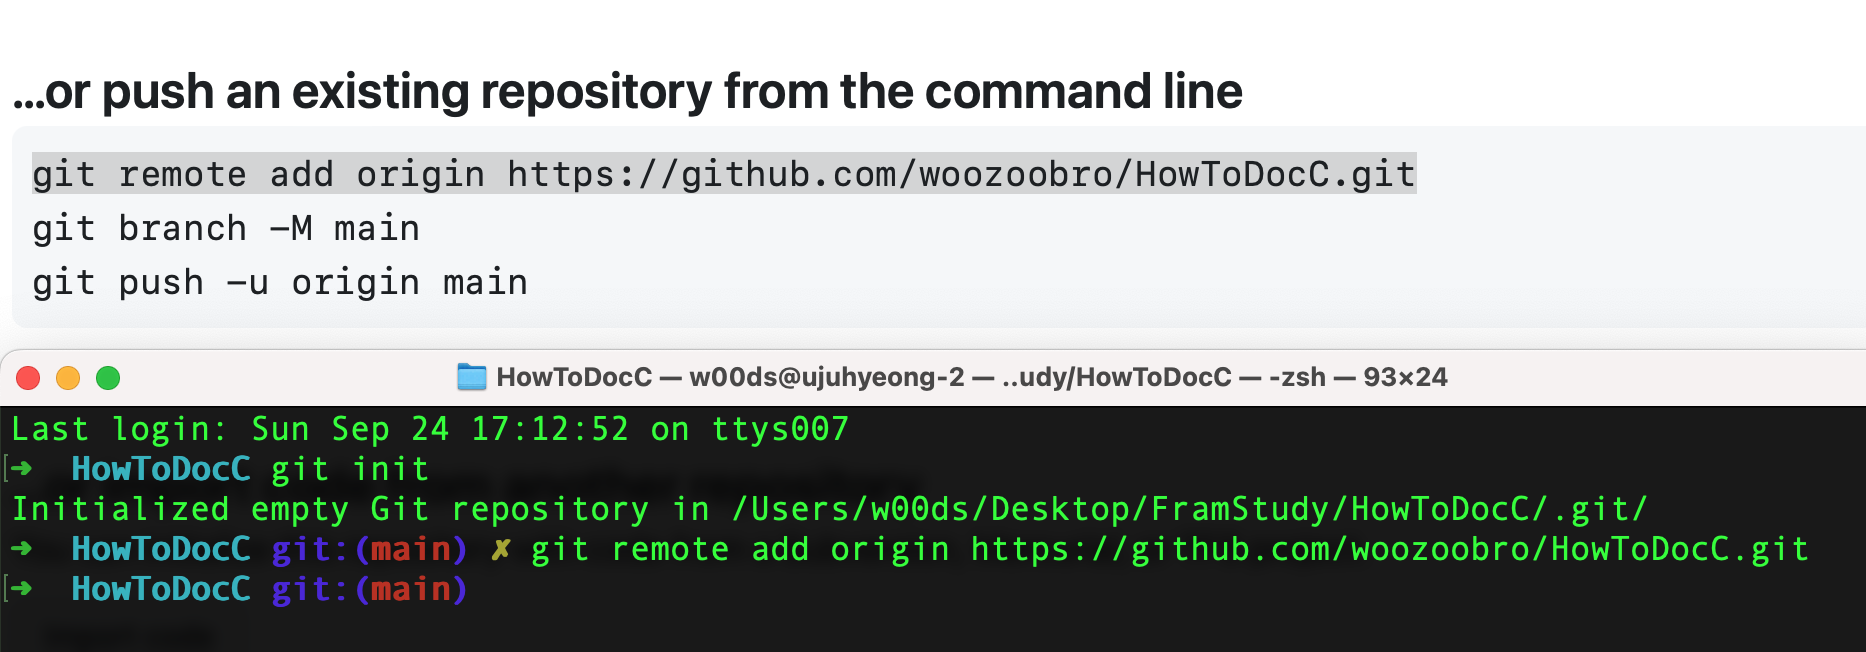 ...or push an existing repository from the command line
git remote add origin https://github.com/woozoobro/HowToDocC.git
git branch -M main
git push -u origin main
HowToDocC — w00ds@ujuhyeong-2 — ..udy/HowToDocC — -zsh — 93×24
Last login: Sun Sep 24 17:12:52 on ttys007
[➜ HowToDocC git init
Initialized empty Git repository in /Users/w00ds/Desktop/FramStudy/HowToDocC/.git/
➜ HowToDocC git:(main) ✗ git remote add origin https://github.com/woozoobro/HowToDocC.git
[➜ HowToDocC git:(main)